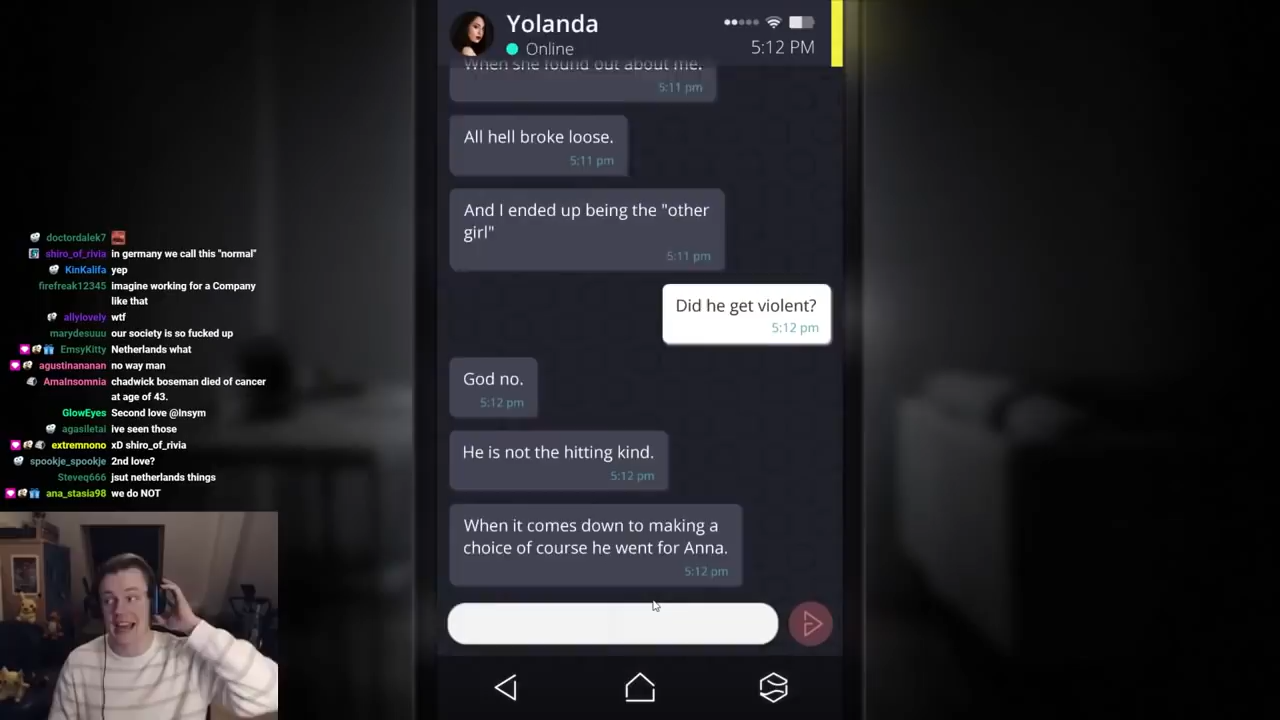 Yolanda
Online
5:12 PM
When she found out about me.
5:11 pm
All hell broke loose.
5:11 pm
And I ended up being the "other
girl"
5:11 pm
Did he get violent?
5:12 pm
God no.
5:12 pm
He is not the hitting kind.
5:12 pm
When it comes down to making a
choice of course he went for Anna.
5:12 pm
doctordalek7
shiro_of_rivia in germany we call this "normal"
KinKalifa yep
firefreak12345 imagine working for a Company
like that
allylovely wtf
marydesuuu our society is so fucked up
EmsyKitty Netherlands what
agustinananan no way man
AmaInsomnia chadwick boseman died of cancer
at age of 43.
GlowEyes Second love @Insym
agasiletai ive seen those
extremnono xD shiro_of_rivia
spookje_spookje 2nd love?
Steveq666 jsut netherlands things
ana_stasia98 we do NOT